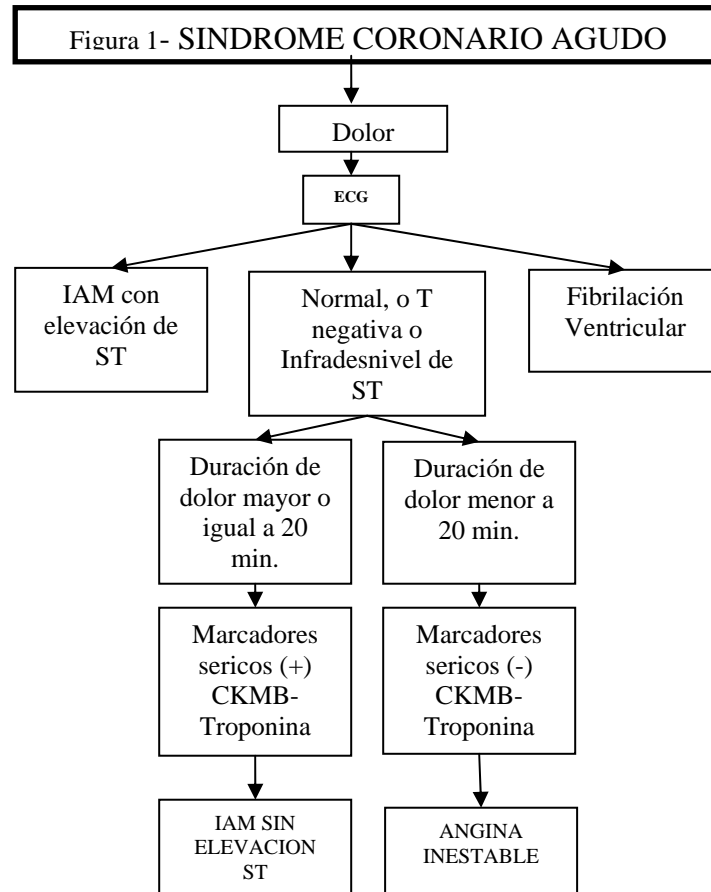 Figura 1- SINDROME CORONARIO AGUDO
Dolor
ECG
IAM con
elevación de
ST
Normal, o T
negativa o
Infradesnivel de
ST
Fibrilación
Ventricular
Duración de
dolor mayor o
igual a 20
min.
Duración de
dolor menor a
20 min.
Marcadores
sericos (+)
CKMB-
Troponina
Marcadores
sericos (-)
CKMB-
Troponina
IAM SIN
ELEVACION
ST
ANGINA
INESTABLE